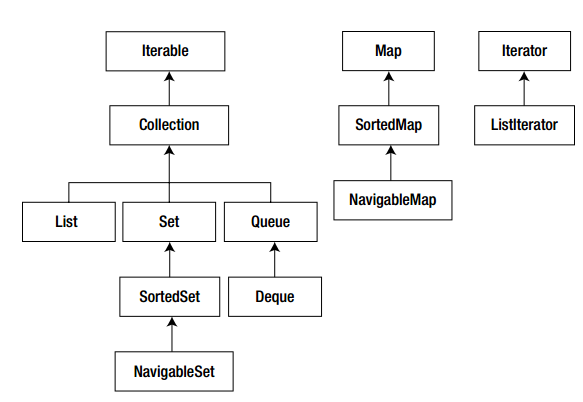 Iterable
Map
Iterator
Collection
SortedMap
ListIterator
NavigableMap
List
Set
Queue
SortedSet
Deque
NavigableSet